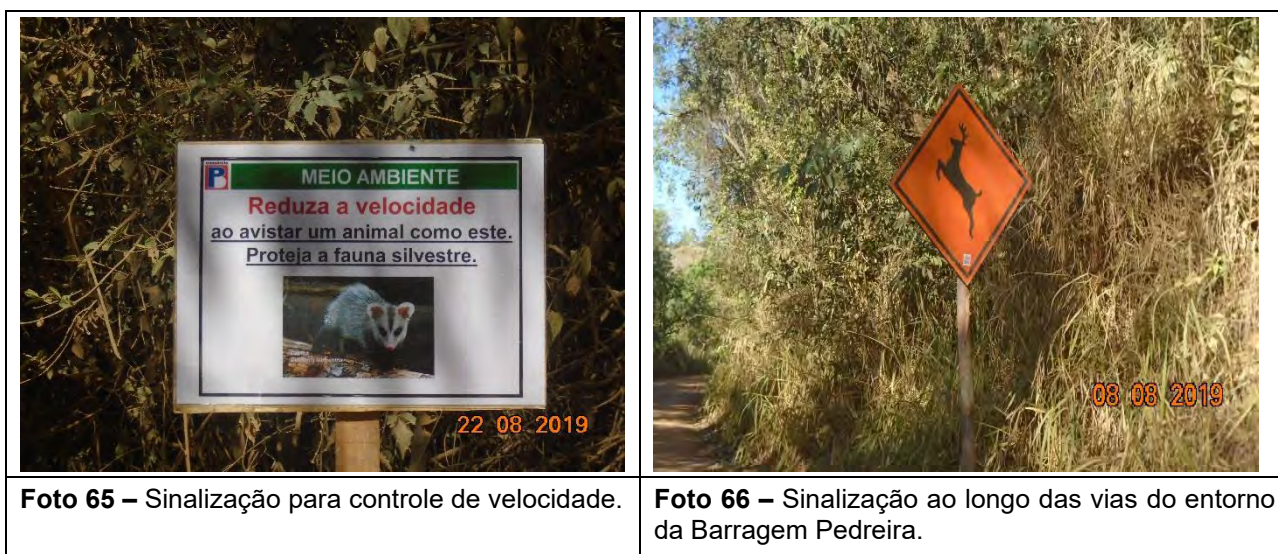 MEIO AMBIENTE
Reduza a velocidade
ao avistar um animal como este.
Proteja a fauna silvestre.
22 08 2019
08 08 2019
Foto 65 – Sinalização para controle de velocidade.
Foto 66 – Sinalização ao longo das vias do entorno
da Barragem Pedreira.